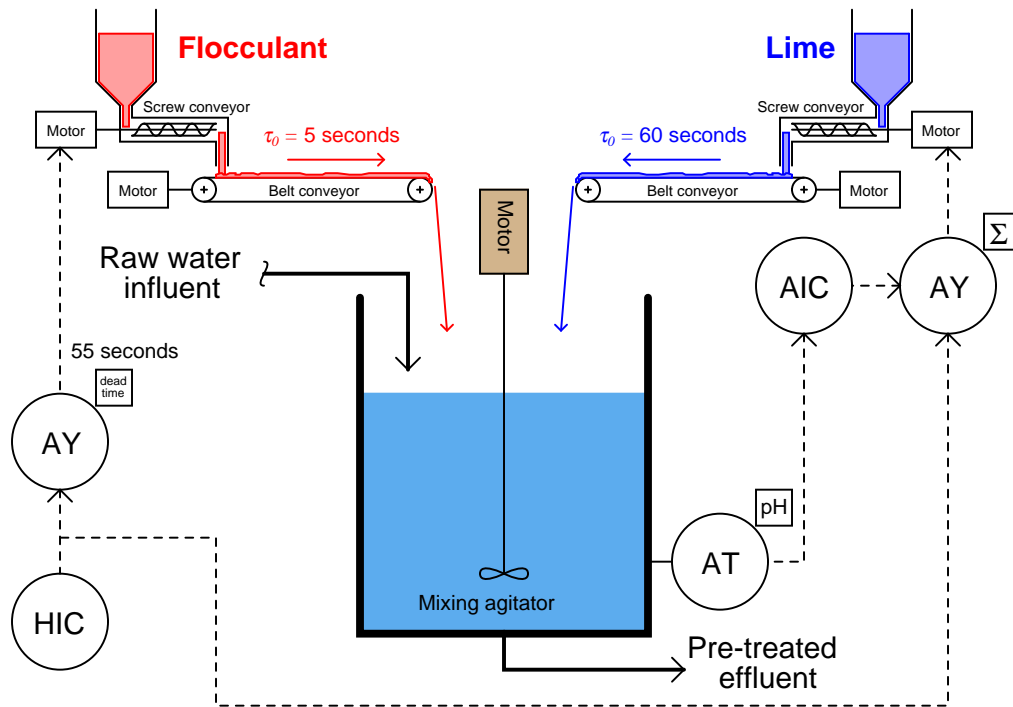 Flocculant
Lime
Screw conveyor
Screw conveyor
Motor
τ0 = 5 seconds
τ0 = 60 seconds
Motor
Motor
Belt conveyor
Belt conveyor
Motor
Motor
Σ
Raw water
influent
AIC
AY
55 seconds
dead
time
AY
pH
AT
HIC
Mixing agitator
Pre-treated
effluent